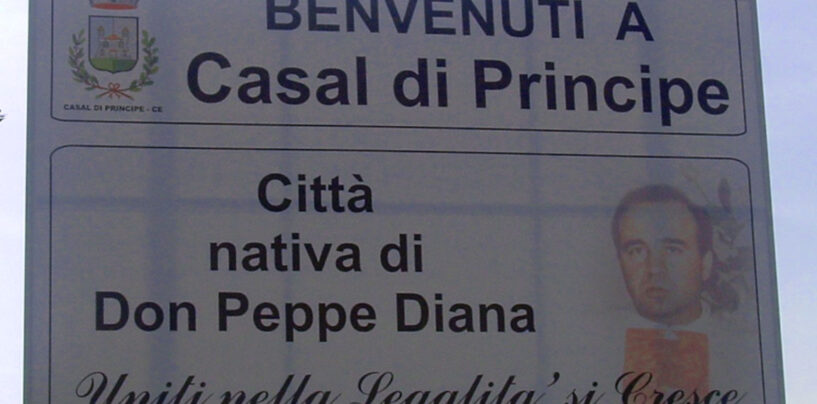 BENVENUTI A
Casal di Principe
CASAL DI PRINCIPE - CE
Città
nativa di
Don Peppe Diana
Uniti nella Legalita' si Cresce